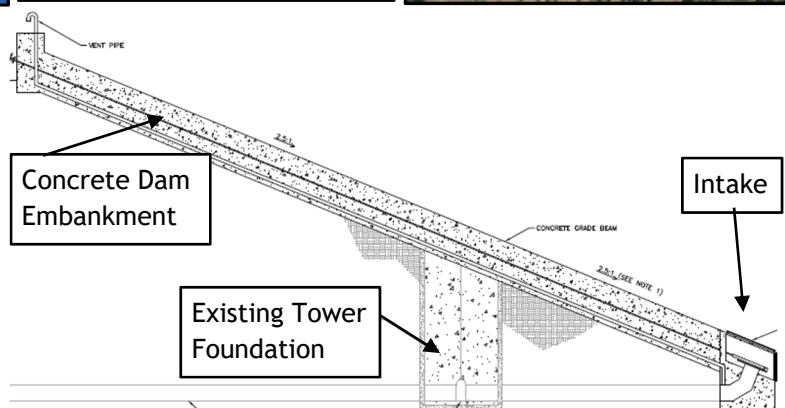 VENT PIPE
2.5:1
Concrete Dam
Embankment
Intake
CONCRETE GRADE BEAM
2.5:1 (SEE NOTE 1)
Existing Tower
Foundation